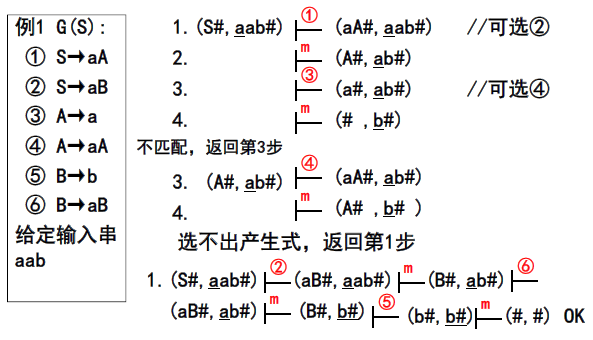 例1 G(S):
① S→aA
② S→aB
③ A→a
④ A→aA
⑤ B→b
⑥ B→aB
给定输入串
aab
1. (S#, aab#) ① (aA#, aab#) //可选②
2. m (A#, ab#)
3. ③ (a#, ab#) //可选④
4. m (# ,b#)
不匹配，返回第3步
3. (A#, ab#) ④ (aA#, ab#)
4. m (A# ,b# )
选不出产生式，返回第1步
1. (S#, aab#) ② (aB#, aab#) m (B#, ab#) ⑥
(aB#, ab#) m (B#, b#) ⑤ (b#, b#) m (#, #) OK